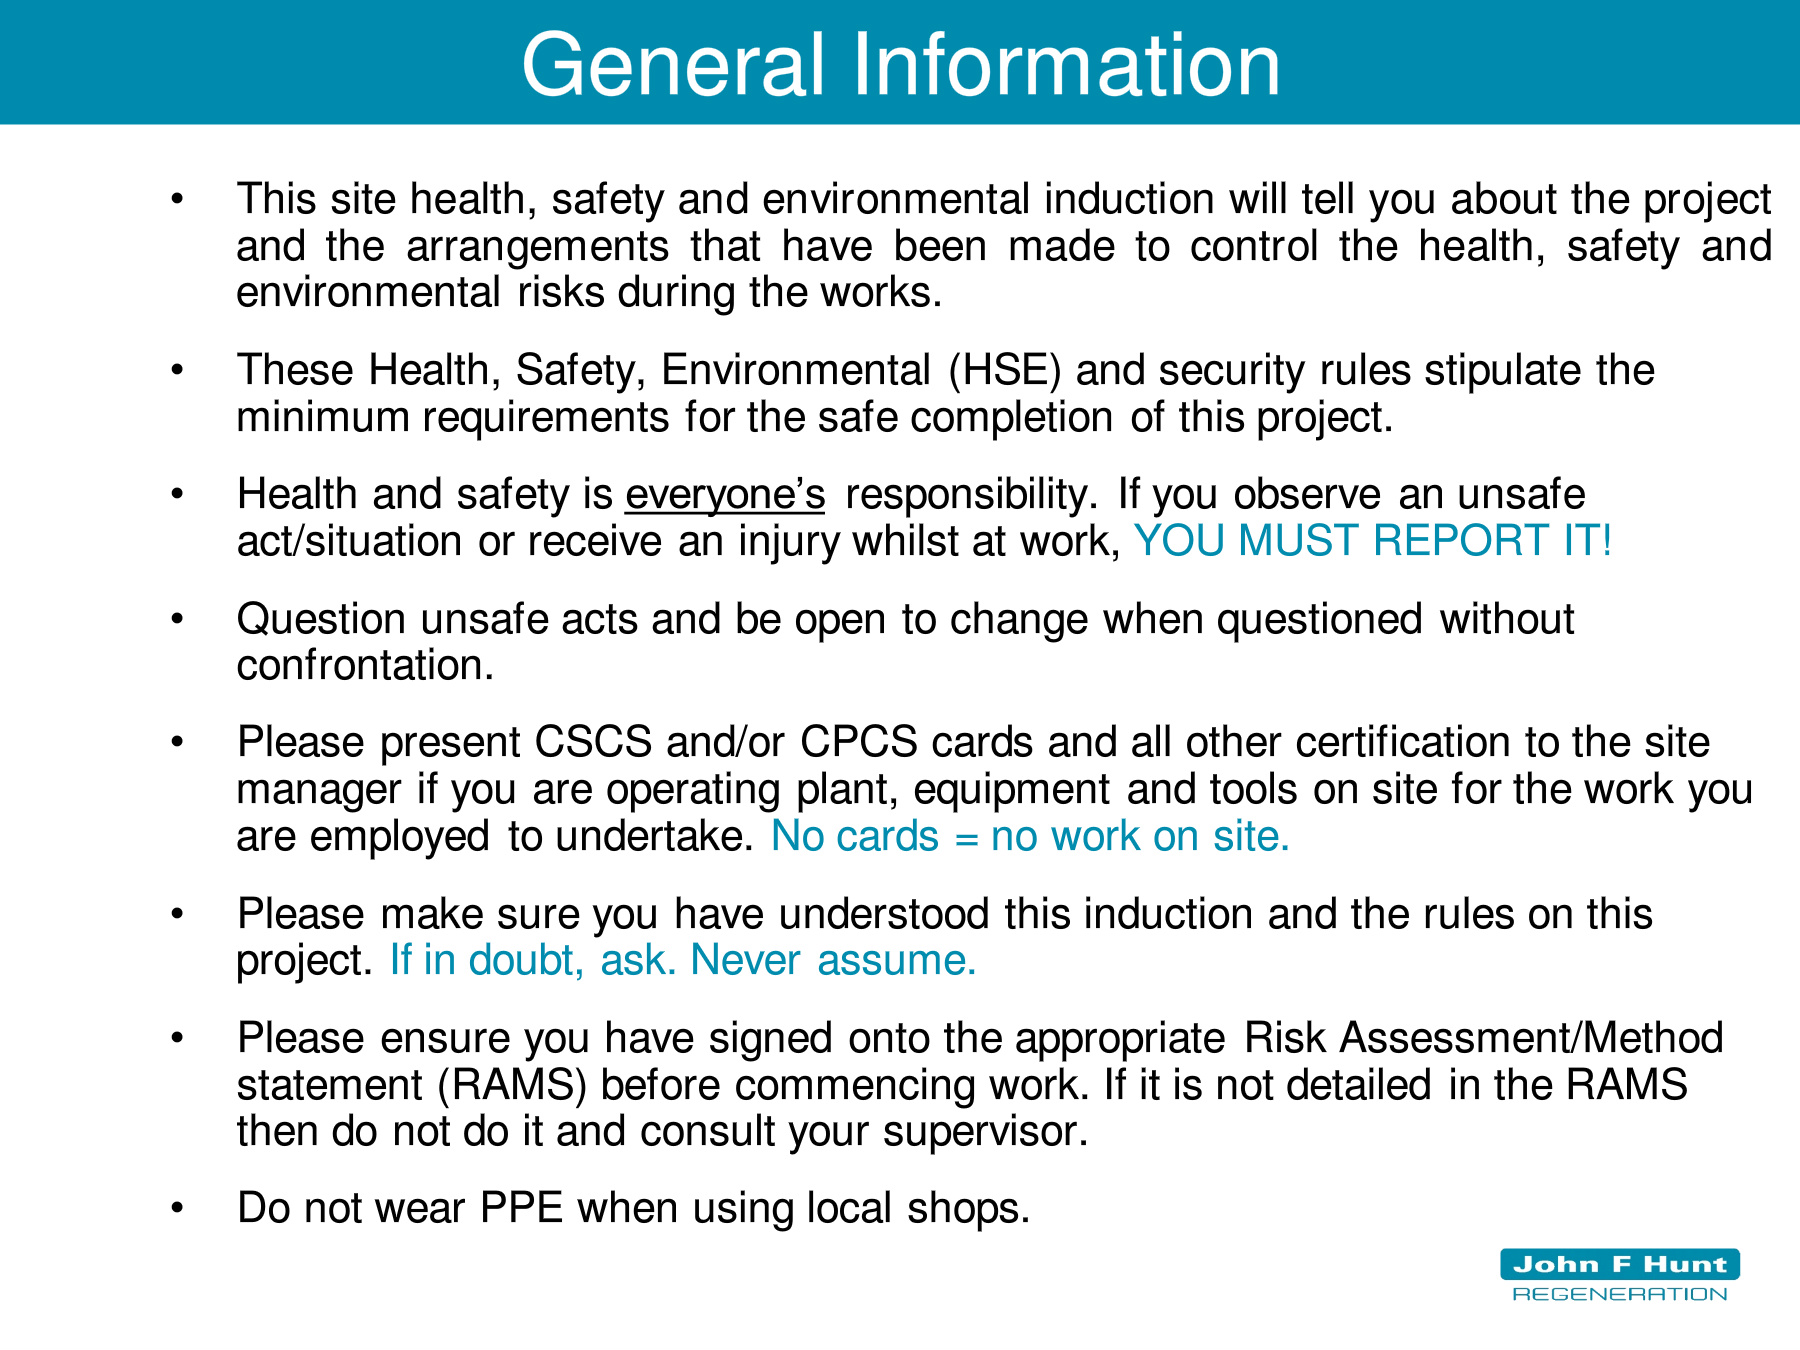 General Information
• This site health, safety and environmental induction will tell you about the project
and the arrangements that have been made to control the health, safety and
environmental risks during the works.
• These Health, Safety, Environmental (HSE) and security rules stipulate the
minimum requirements for the safe completion of this project.
• Health and safety is everyone’s responsibility. If you observe an unsafe
act/situation or receive an injury whilst at work, YOU MUST REPORT IT!
• Question unsafe acts and be open to change when questioned without
confrontation.
• Please present CSCS and/or CPCS cards and all other certification to the site
manager if you are operating plant, equipment and tools on site for the work you
are employed to undertake. No cards = no work on site.
• Please make sure you have understood this induction and the rules on this
project. If in doubt, ask. Never assume.
• Please ensure you have signed onto the appropriate Risk Assessment/Method
statement (RAMS) before commencing work. If it is not detailed in the RAMS
then do not do it and consult your supervisor.
• Do not wear PPE when using local shops.
John F Hunt
REGENERATION